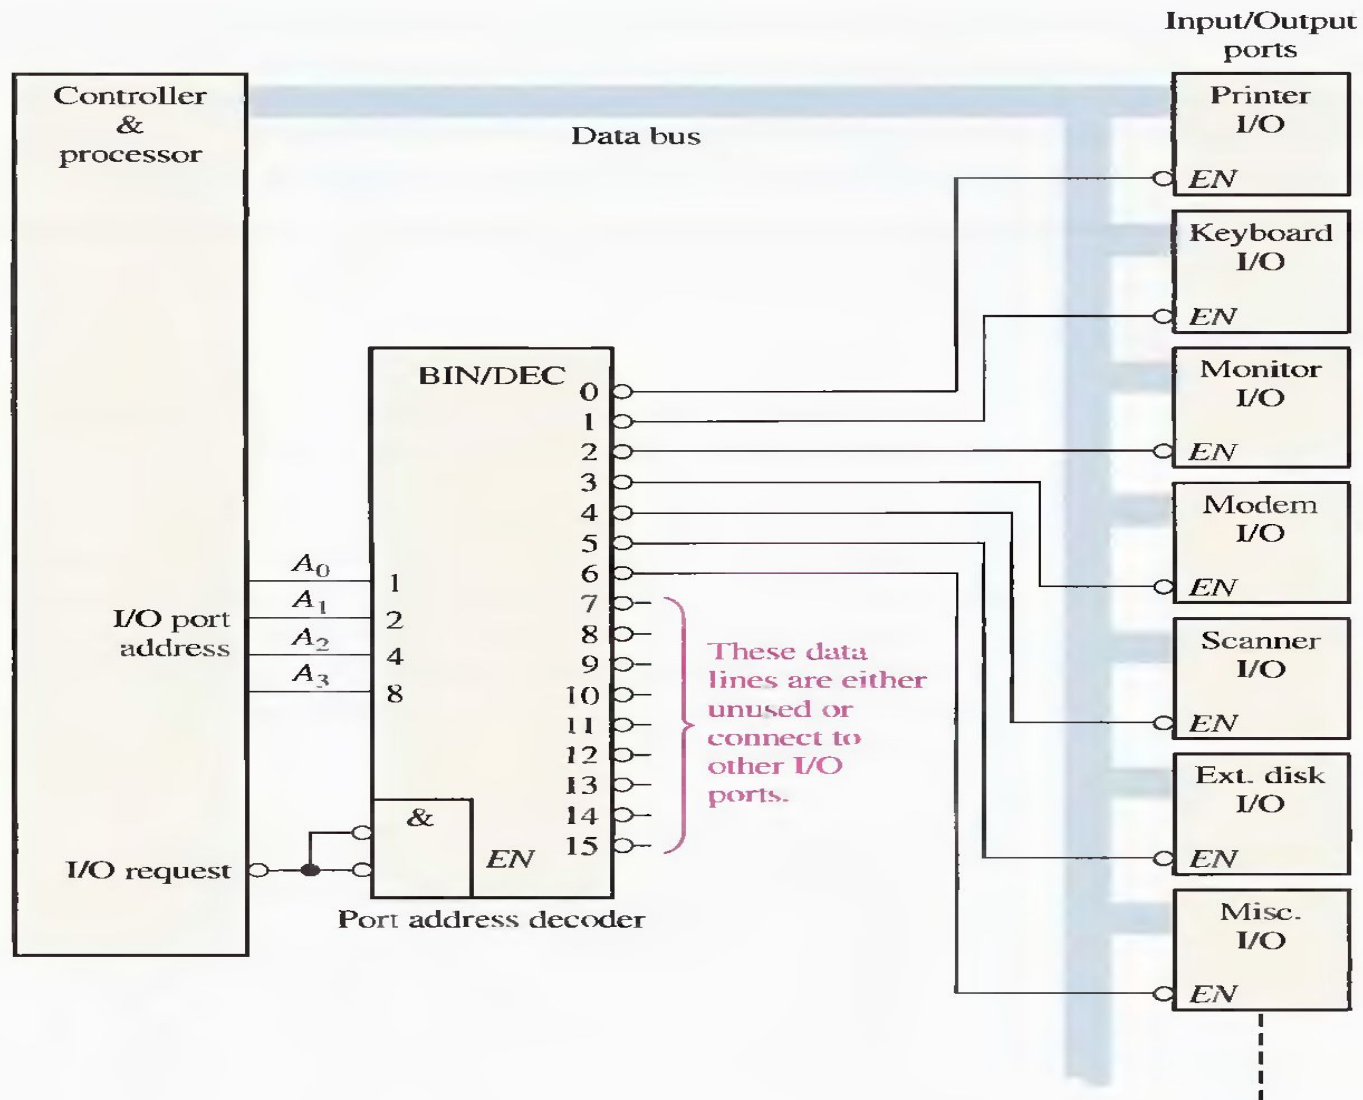 Input/Output
ports
Controller
&
processor
Data bus
Printer
I/O
EN
Keyboard
I/O
EN
Monitor
I/O
EN
Modem
I/O
EN
Scanner
I/O
EN
Ext. disk
I/O
EN
Misc.
I/O
EN
BIN/DEC
0
1
2
3
4
5
6
7
8
9
10
11
12
13
14
15
A₀
A₁
A₂
A₃
1
2
4
8
I/O port
address
These data
lines are either
unused or
connect to
other I/O
ports.
&
EN
I/O request
Port address decoder